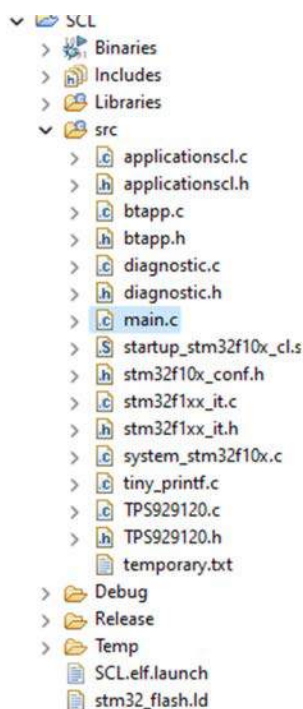 SCL
Binaries
Includes
Libraries
src
applicationscl.c
applicationscl.h
btapp.c
btapp.h
diagnostic.c
diagnostic.h
main.c
startup_stm32f10x_cl.s
stm32f10x_conf.h
stm32f1xx_it.c
stm32f1xx_it.h
system_stm32f10x.c
tiny_printf.c
TPS929120.c
TPS929120.h
temporary.txt
Debug
Release
Temp
SCL.elf.launch
stm32_flash.ld